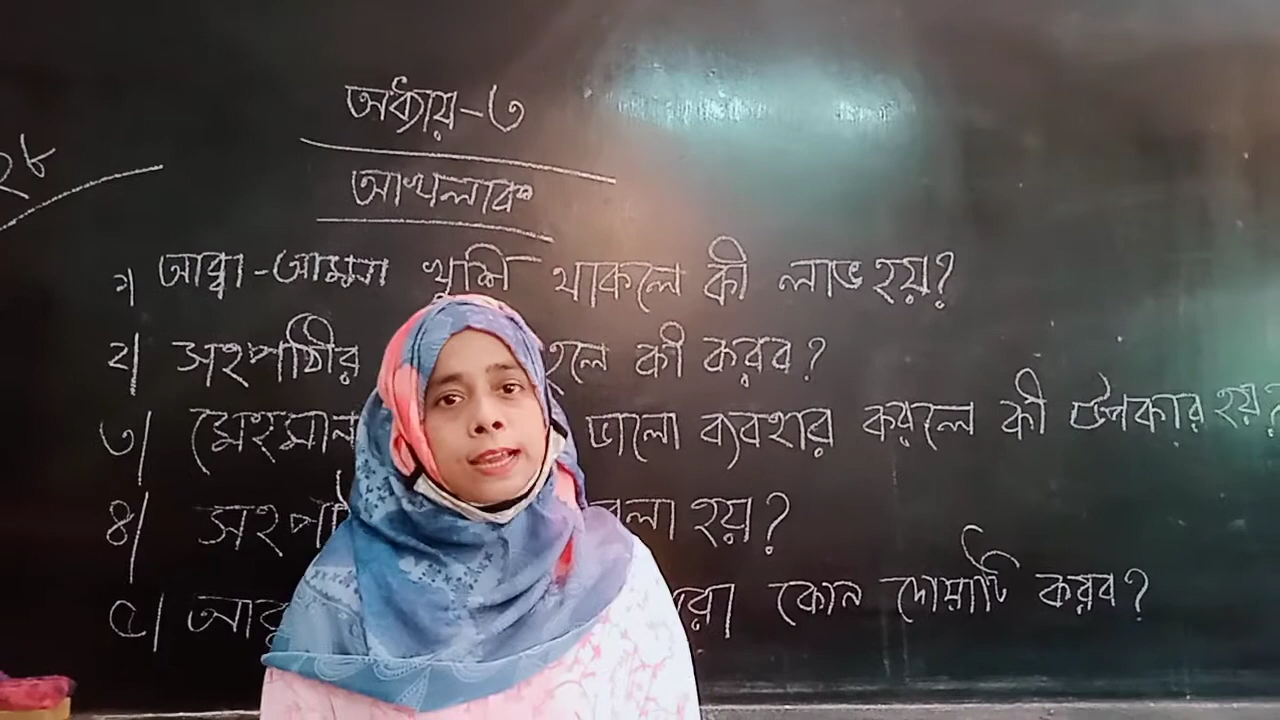 অধ্যায়-৩
২৮
আখলাক
১। আব্বা-আম্মা খুশি থাকলে কী লাভ হয়?
২। সহপাঠীর হলে কী করব?
৩। মেহমান ভালো ব্যবহার করলে কী উপকার হয়?
৪। সহপাঠী বলা হয়?
৫। কোন দোয়াটি করব?